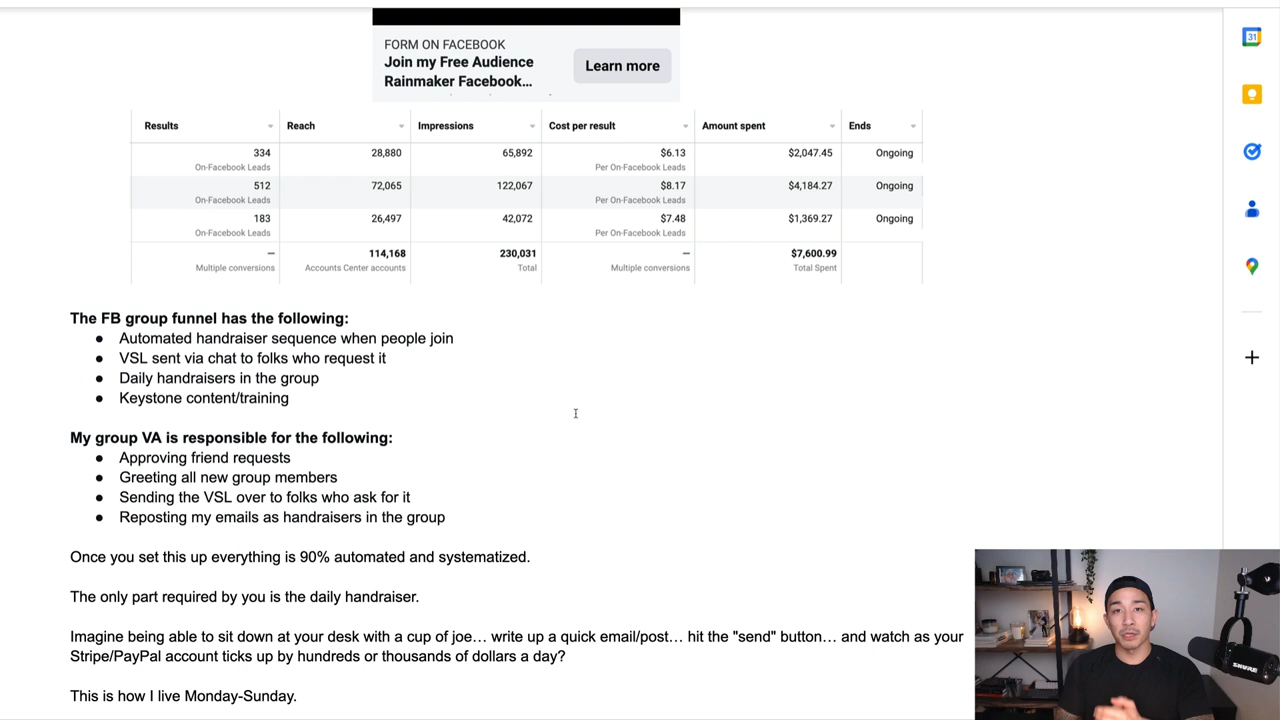 FORM ON FACEBOOK
Join my Free Audience
Rainmaker Facebook...
Learn more
Results Reach Impressions Cost per result Amount spent Ends
334 28,880 65,892 $6.13 $2,047.45 Ongoing
On-Facebook Leads Per On-Facebook Leads
512 72,065 122,067 $8.17 $4,184.27 Ongoing
On-Facebook Leads Per On-Facebook Leads
183 26,497 42,072 $7.48 $1,369.27 Ongoing
On-Facebook Leads Per On-Facebook Leads
— 114,168 230,031 — $7,600.99
Multiple conversions Accounts Center accounts Total Multiple conversions Total Spent
The FB group funnel has the following:
● Automated handraiser sequence when people join
● VSL sent via chat to folks who request it
● Daily handraisers in the group
● Keystone content/training
My group VA is responsible for the following:
● Approving friend requests
● Greeting all new group members
● Sending the VSL over to folks who ask for it
● Reposting my emails as handraisers in the group
Once you set this up everything is 90% automated and systematized.
The only part required by you is the daily handraiser.
Imagine being able to sit down at your desk with a cup of joe… write up a quick email/post… hit the "send" button… and watch as your
Stripe/PayPal account ticks up by hundreds or thousands of dollars a day?
This is how I live Monday-Sunday.
31
SHURE